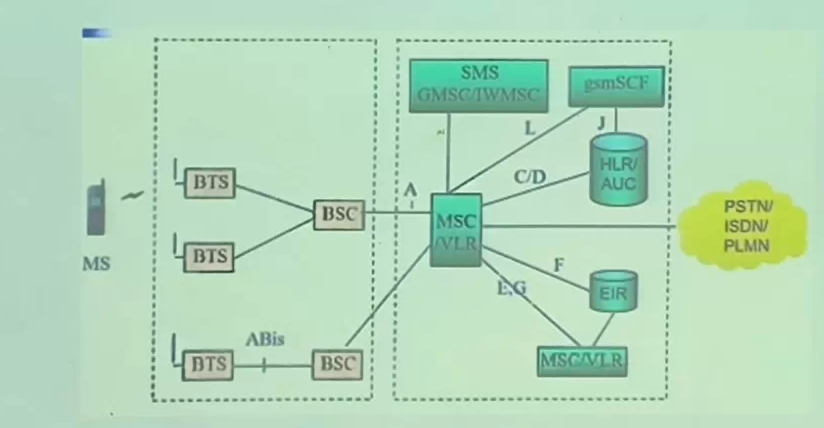 SMS
GMSC/IWMSC
gsmSCF
L
J
HLR/
AUC
BTS
C/D
A
BSC
MSC
/VLR
PSTN/
ISDN/
PLMN
MS
BTS
F
E,G
EIR
ABis
BTS
BSC
MSC/VLR